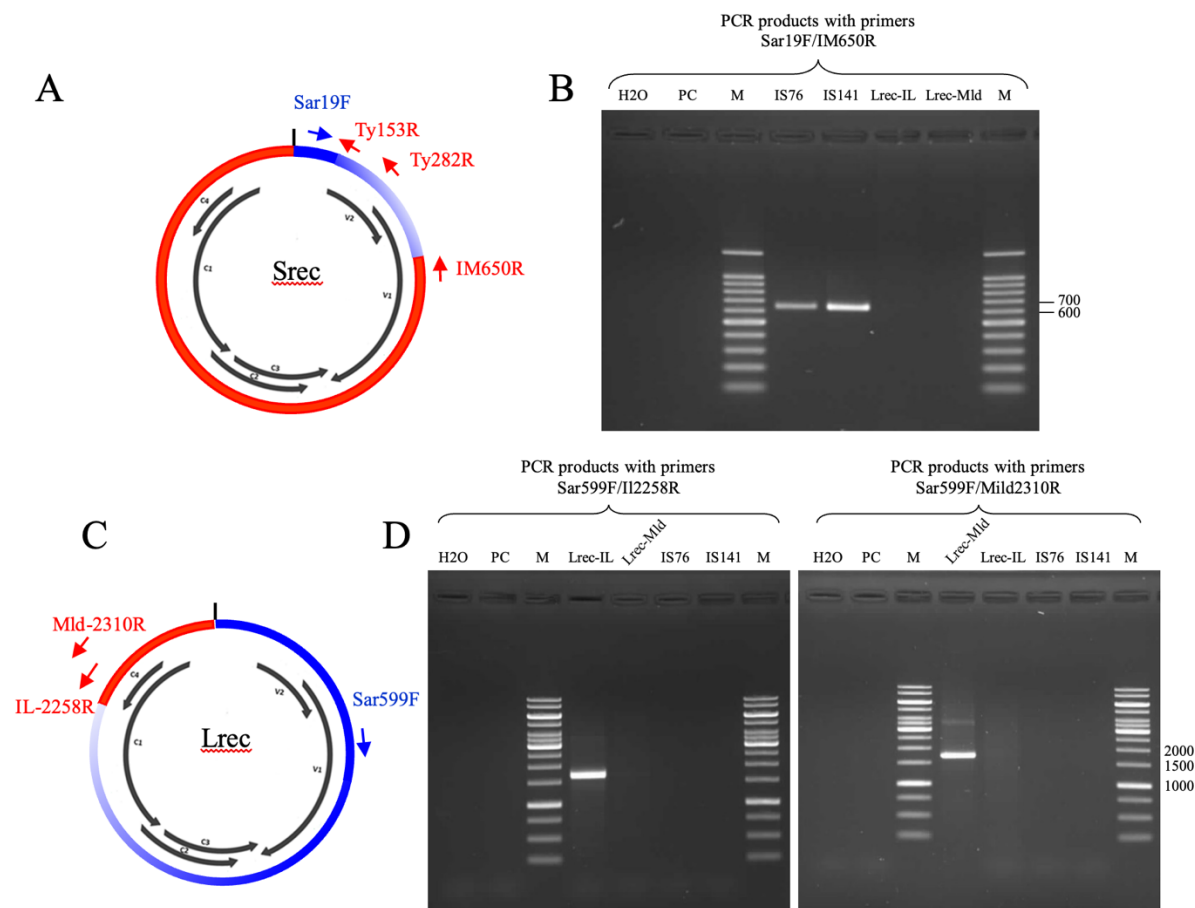 A
Sar19F
Ty153R
Ty282R
IM650R
C4
C1
V2
V1
C3
C2
Srec
B
PCR products with primers
Sar19F/IM650R
H2O PC M IS76 IS141 Lrec-IL Lrec-Mld M
700
600
C
Mld-2310R
IL-2258R
Sar599F
C4
C1
V2
V1
C3
C2
Lrec
D
PCR products with primers
Sar599F/Il2258R
H2O PC M Lrec-IL Lrec-Mld IS76 IS141 M
PCR products with primers
Sar599F/Mild2310R
H2O PC M Lrec-Mld Lrec-IL IS76 IS141 M
2000
1500
1000